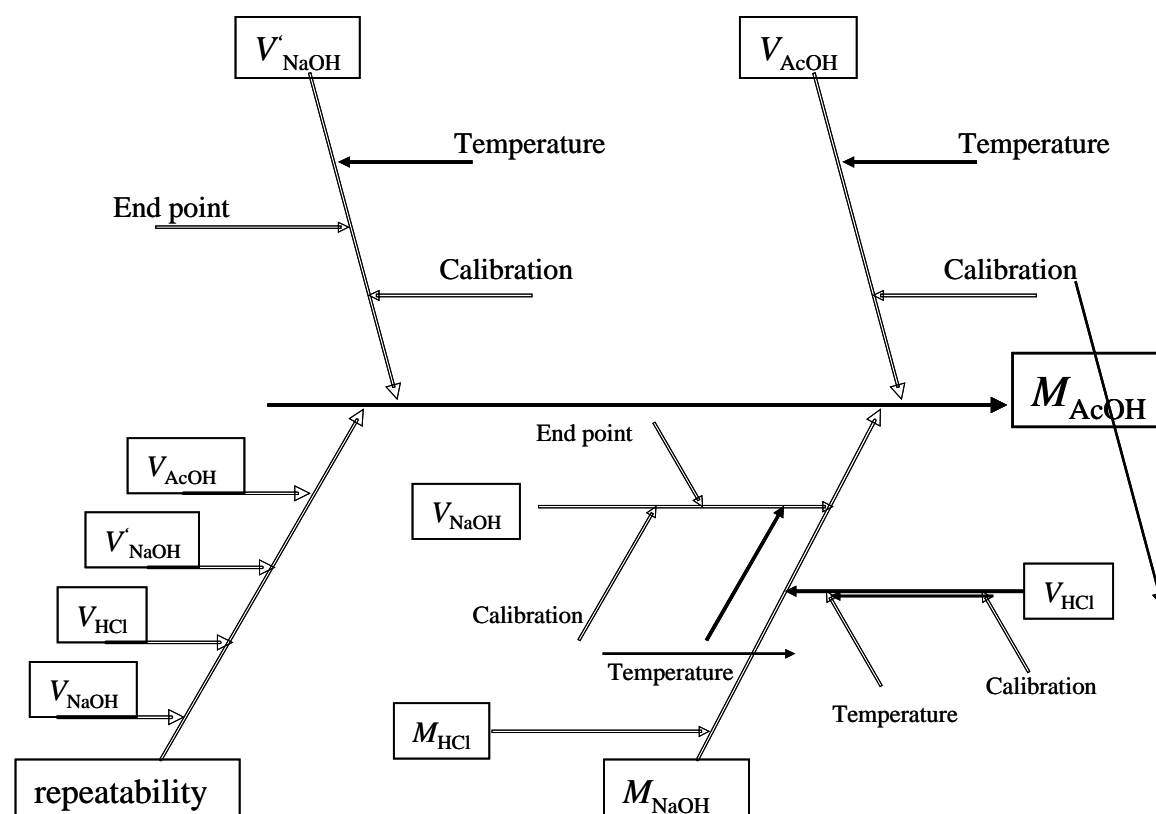 V‘NaOH
VAcOH
Temperature
Temperature
End point
Calibration
Calibration
MAcOH
End point
VAcOH
VNaOH
V‘NaOH
VHCl
VHCl
Calibration
VNaOH
Temperature
Calibration
Temperature
MHCl
repeatability
MNaOH